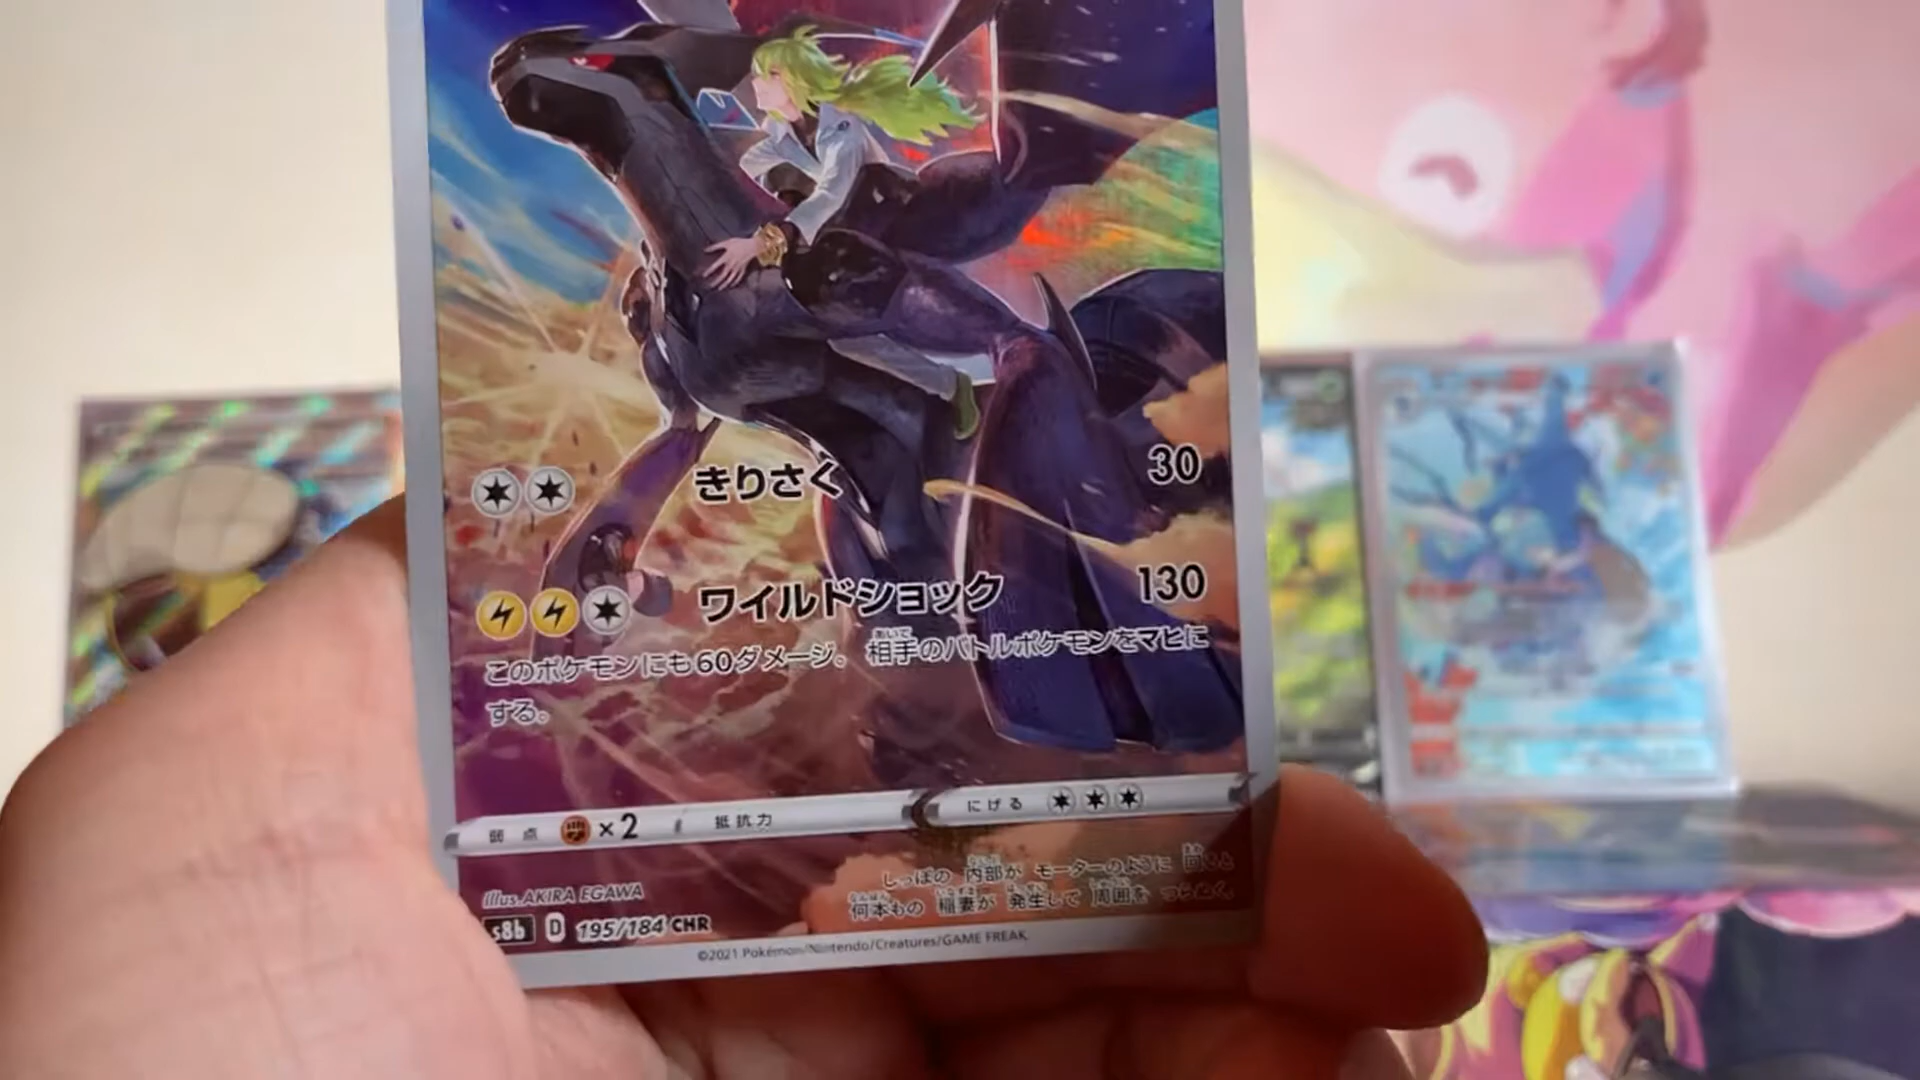 きりさく 30
ワイルドショック 130
このポケモンにも60ダメージ。相手のバトルポケモンをマヒに
する。
弱点 ×2 抵抗力 にげる
しっぽの 内部が モーターのように 回ると
何本もの 稲妻が 発生して 周囲を つらぬく。
illus. AKIRA EGAWA
s8b D 195/184 CHR
©2021 Pokémon/Nintendo/Creatures/GAME FREAK